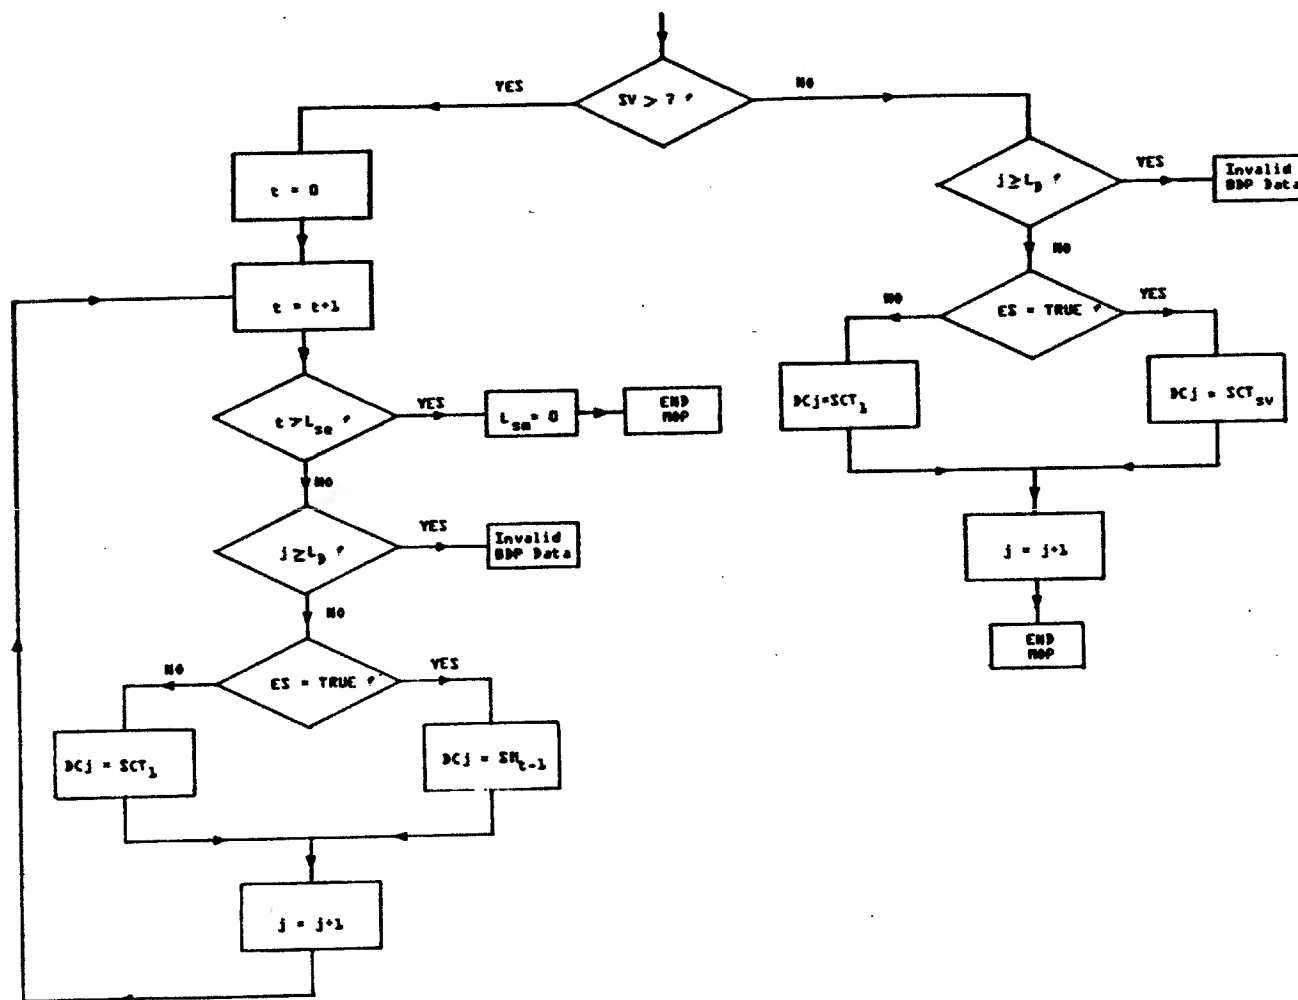 YES
SV > 7 ?
NO
t = 0
j ≥ L_D ?
YES
Invalid
BDP Data
NO
t = t+1
NO
ES = TRUE ?
YES
DCj=SCT_1
DCj = SCT_sv
t > L_se ?
YES
L_sm = 0
END
MOP
NO
j ≥ L_D ?
YES
Invalid
BDP Data
j = j+1
NO
END
MOP
NO
ES = TRUE ?
YES
DCj = SCT_1
DCj = SM_t-1
j = j+1